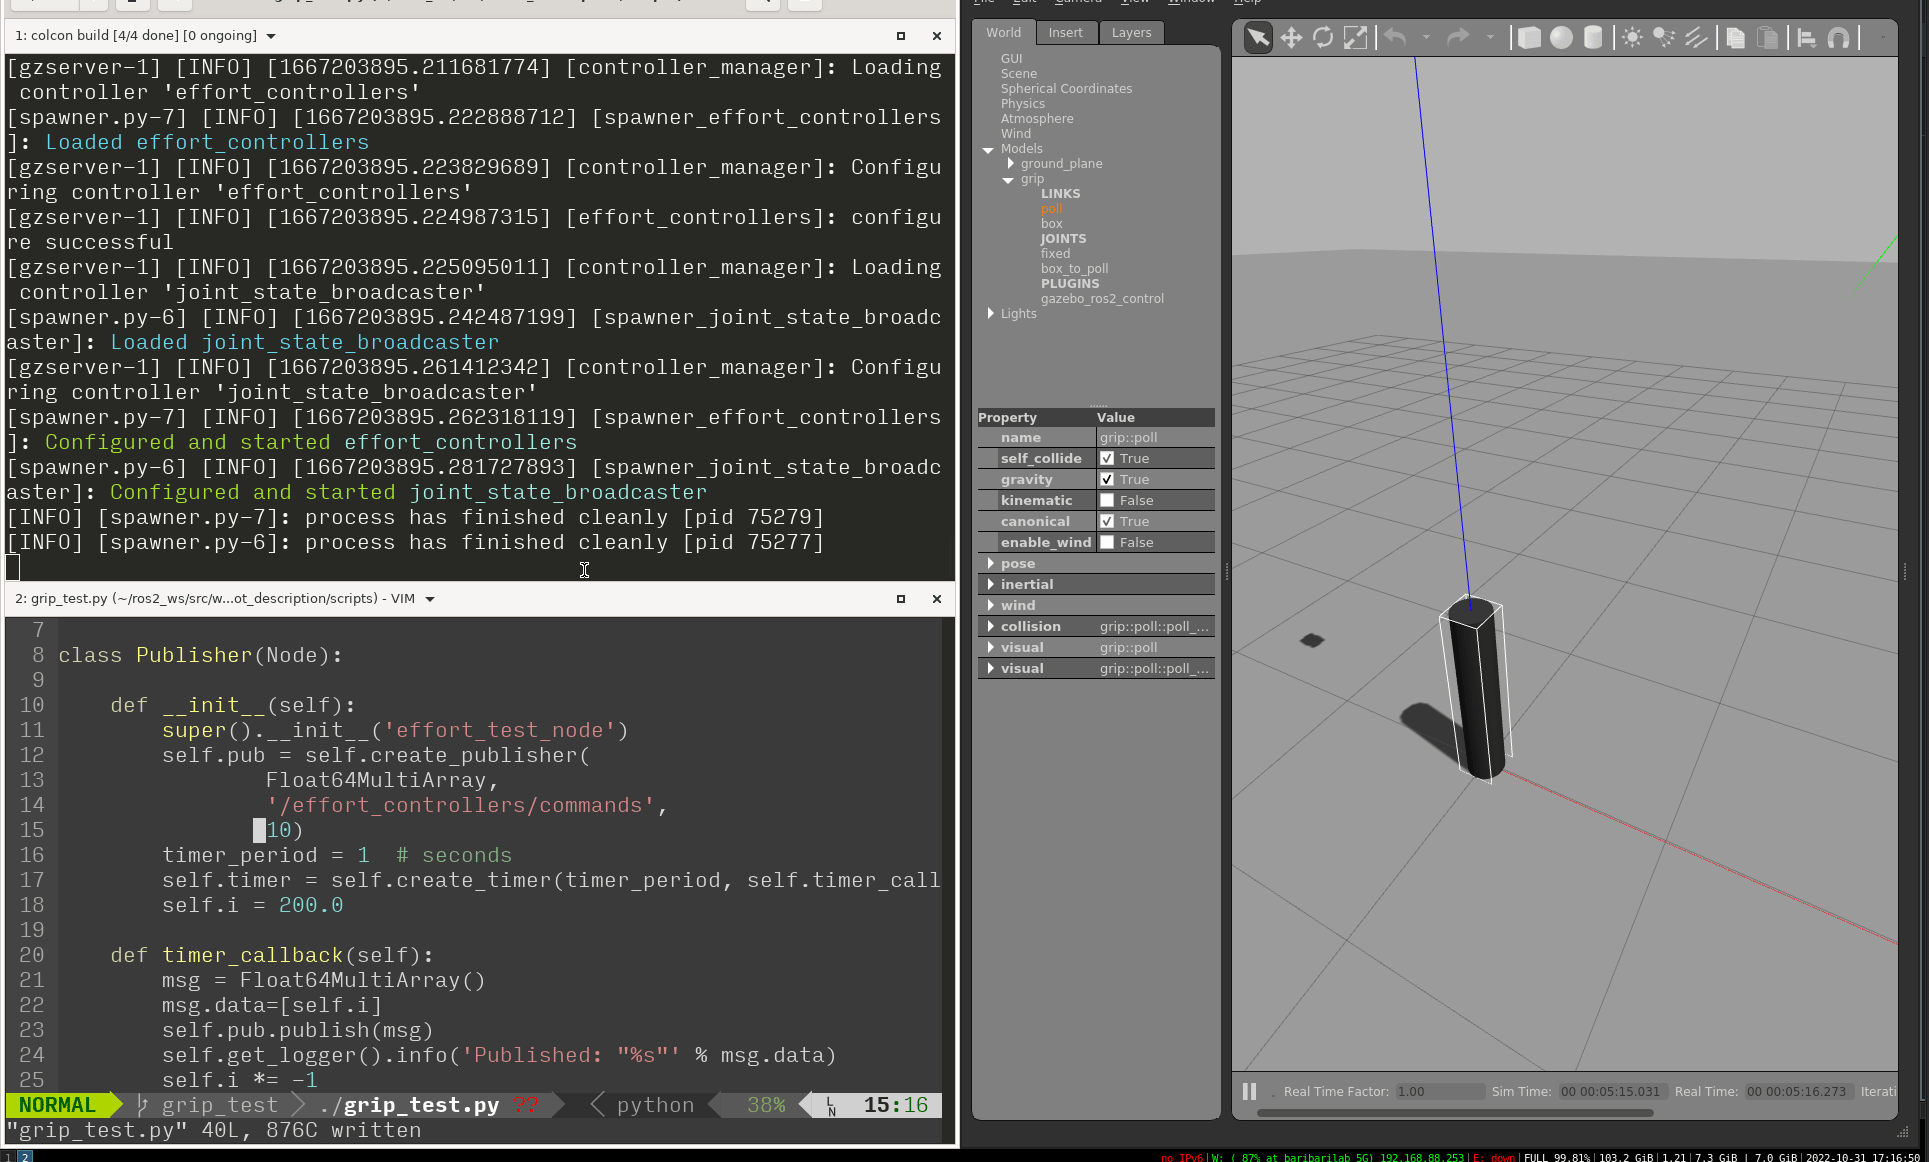 1: colcon build [4/4 done] [0 ongoing]
[gzserver-1] [INFO] [1667203895.211681774] [controller_manager]: Loading
controller 'effort_controllers'
[spawner.py-7] [INFO] [1667203895.222888712] [spawner_effort_controllers
]: Loaded effort_controllers
[gzserver-1] [INFO] [1667203895.223829689] [controller_manager]: Configu
ring controller 'effort_controllers'
[gzserver-1] [INFO] [1667203895.224987315] [effort_controllers]: configu
re successful
[gzserver-1] [INFO] [1667203895.225095011] [controller_manager]: Loading
controller 'joint_state_broadcaster'
[spawner.py-6] [INFO] [1667203895.242487199] [spawner_joint_state_broadc
aster]: Loaded joint_state_broadcaster
[gzserver-1] [INFO] [1667203895.261412342] [controller_manager]: Configu
ring controller 'joint_state_broadcaster'
[spawner.py-7] [INFO] [1667203895.262318119] [spawner_effort_controllers
]: Configured and started effort_controllers
[spawner.py-6] [INFO] [1667203895.281727893] [spawner_joint_state_broadc
aster]: Configured and started joint_state_broadcaster
[INFO] [spawner.py-7]: process has finished cleanly [pid 75279]
[INFO] [spawner.py-6]: process has finished cleanly [pid 75277]
2: grip_test.py (~/ros2_ws/src/w...ot_description/scripts) - VIM
7
8 class Publisher(Node):
9
10     def __init__(self):
11         super().__init__('effort_test_node')
12         self.pub = self.create_publisher(
13                 Float64MultiArray,
14                 '/effort_controllers/commands',
15                 10)
16         timer_period = 1  # seconds
17         self.timer = self.create_timer(timer_period, self.timer_call
18         self.i = 200.0
19
20     def timer_callback(self):
21         msg = Float64MultiArray()
22         msg.data=[self.i]
23         self.pub.publish(msg)
24         self.get_logger().info('Published: "%s"' % msg.data)
25         self.i *= -1
NORMAL grip_test ./grip_test.py ?? python 38% LN 15:16
"grip_test.py" 40L, 876C written
1 2
World Insert Layers
GUI
Scene
Spherical Coordinates
Physics
Atmosphere
Wind
Models
ground_plane
grip
LINKS
poll
box
JOINTS
fixed
box_to_poll
PLUGINS
gazebo_ros2_control
Lights
Property Value
name grip::poll
self_collide True
gravity True
kinematic False
canonical True
enable_wind False
pose
inertial
wind
collision grip::poll::poll_...
visual grip::poll
visual grip::poll::poll_...
Real Time Factor: 1.00 Sim Time: 00 00:05:15.031 Real Time: 00 00:05:16.273 Iterati
no IPv6|W: ( 87% at baribarilab_5G) 192.168.88.253|E: down|FULL 99.81%|103.2 GiB|1.21|7.3 GiB | 7.0 GiB|2022-10-31 17:16:50